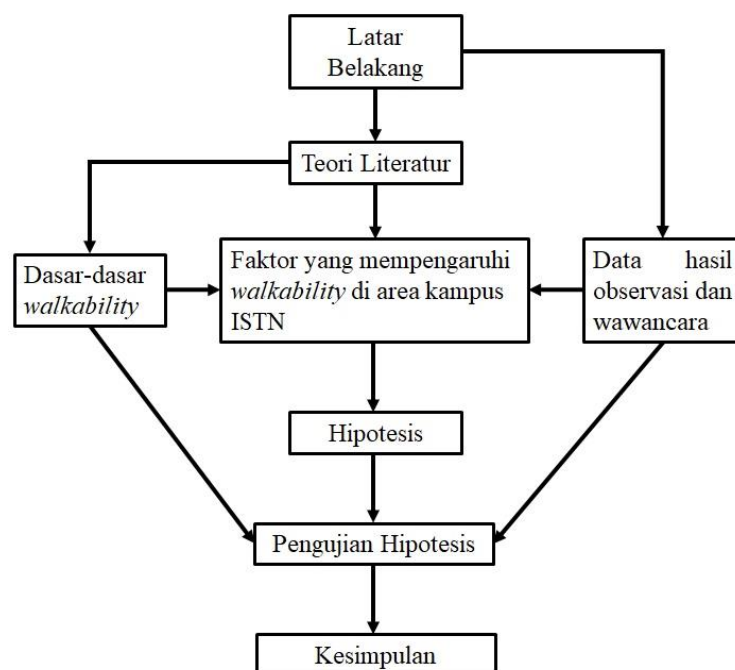 Latar
Belakang
Teori Literatur
Dasar-dasar
walkability
Faktor yang mempengaruhi
walkability di area kampus
ISTN
Data hasil
observasi dan
wawancara
Hipotesis
Pengujian Hipotesis
Kesimpulan